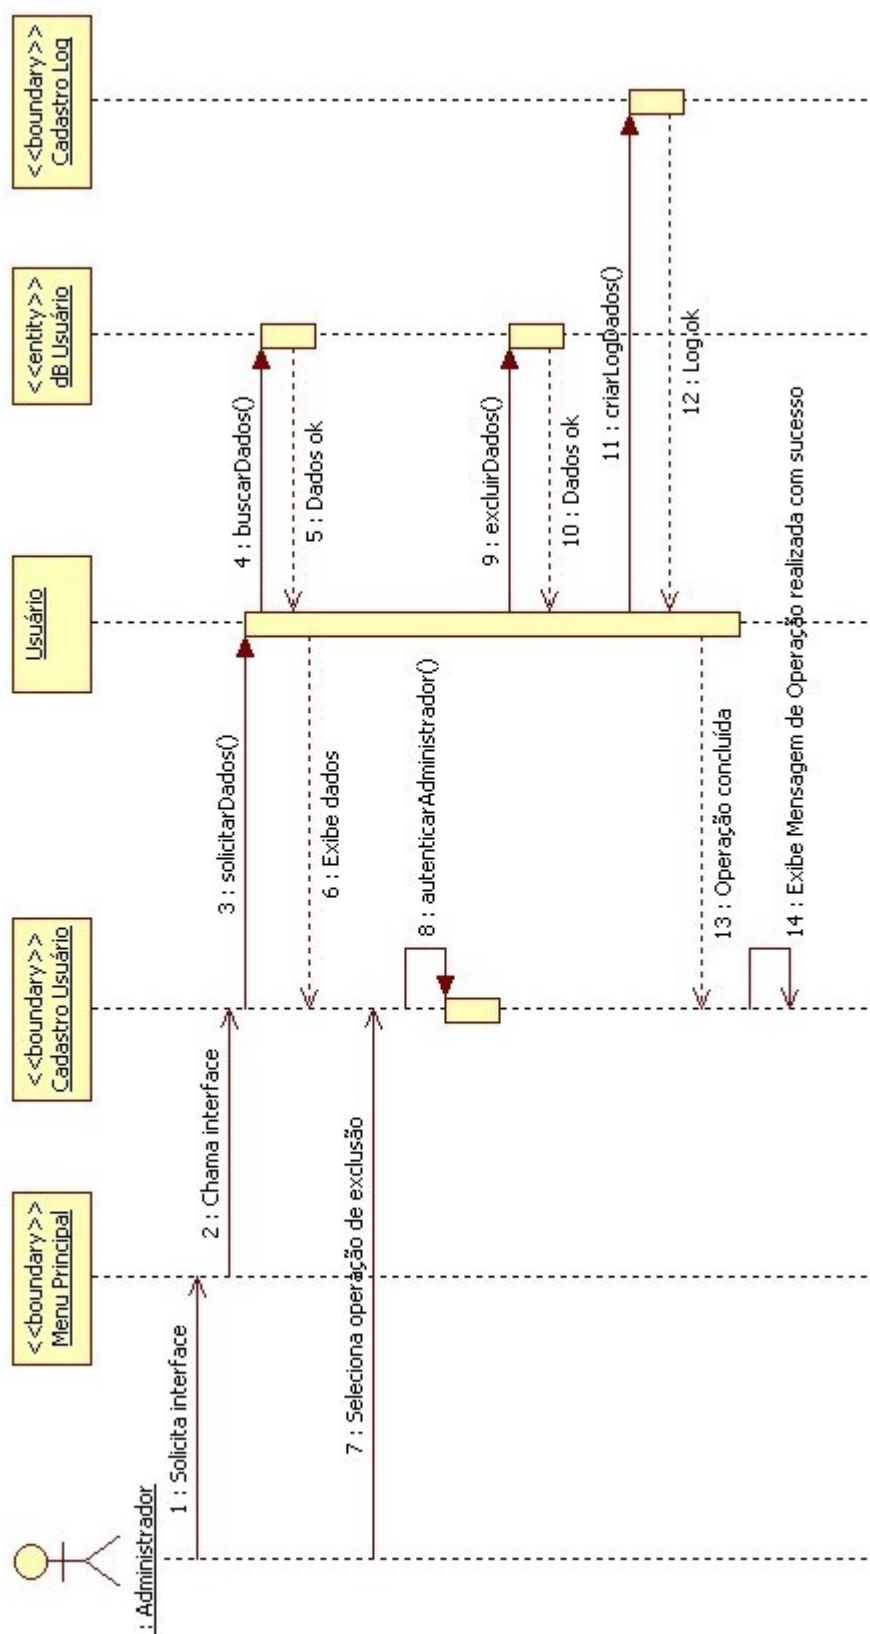 : Administrador
<<boundary>>
Menu Principal
<<boundary>>
Cadastro Usuário
Usuário
<<entity>>
dB Usuário
<<boundary>>
Cadastro Log
1 : Solicita interface
2 : Chama interface
3 : solicitarDados()
4 : buscarDados()
5 : Dados ok
6 : Exibe dados
7 : Seleciona operação de exclusão
8 : autenticarAdministrador()
9 : excluirDados()
10 : Dados ok
11 : criarLogDados()
12 : Log ok
13 : Operação concluída
14 : Exibe Mensagem de Operação realizada com sucesso